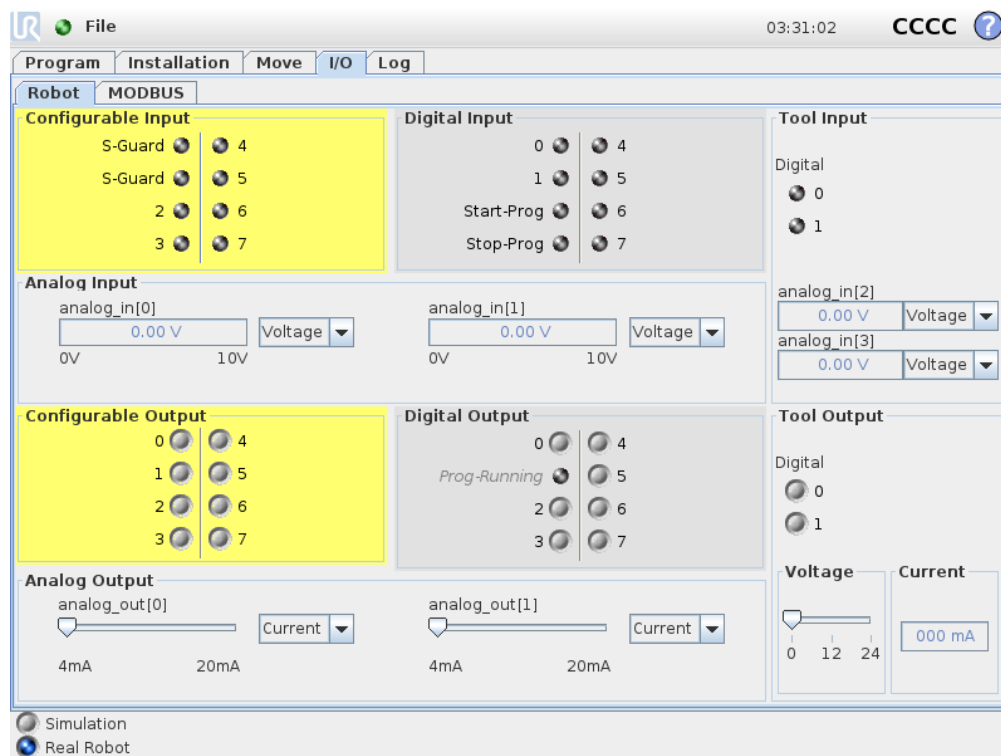 UR File 03:31:02 CCCC ?
Program Installation Move I/O Log
Robot MODBUS
Configurable Input
S-Guard 4
S-Guard 5
2 6
3 7
Digital Input
0 4
1 5
Start-Prog 6
Stop-Prog 7
Tool Input
Digital
0
1
analog_in[2]
0.00 V Voltage
analog_in[3]
0.00 V Voltage
Analog Input
analog_in[0]
0.00 V Voltage
0V 10V
analog_in[1]
0.00 V Voltage
0V 10V
Configurable Output
0 4
1 5
2 6
3 7
Digital Output
0 4
Prog-Running 5
2 6
3 7
Tool Output
Digital
0
1
Voltage
0 12 24
Current
000 mA
Analog Output
analog_out[0]
Current
4mA 20mA
analog_out[1]
Current
4mA 20mA
Simulation
Real Robot